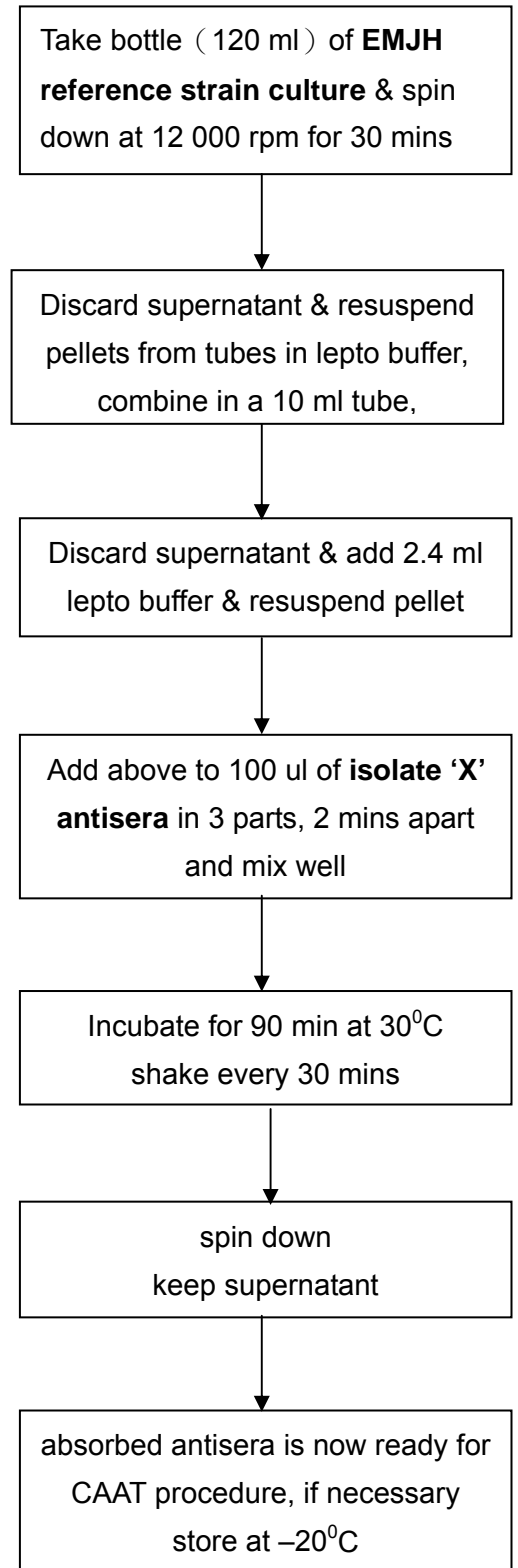 Take bottle（120 ml）of EMJH
reference strain culture & spin
down at 12 000 rpm for 30 mins
Discard supernatant & resuspend
pellets from tubes in lepto buffer,
combine in a 10 ml tube,
Discard supernatant & add 2.4 ml
lepto buffer & resuspend pellet
Add above to 100 ul of isolate ‘X’
antisera in 3 parts, 2 mins apart
and mix well
Incubate for 90 min at 30⁰C
shake every 30 mins
spin down
keep supernatant
absorbed antisera is now ready for
CAAT procedure, if necessary
store at –20⁰C